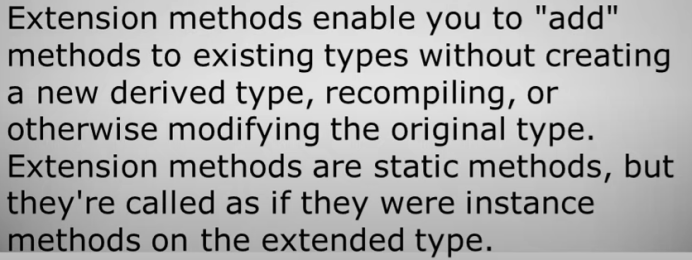 Extension methods enable you to "add"
methods to existing types without creating
a new derived type, recompiling, or
otherwise modifying the original type.
Extension methods are static methods, but
they're called as if they were instance
methods on the extended type.